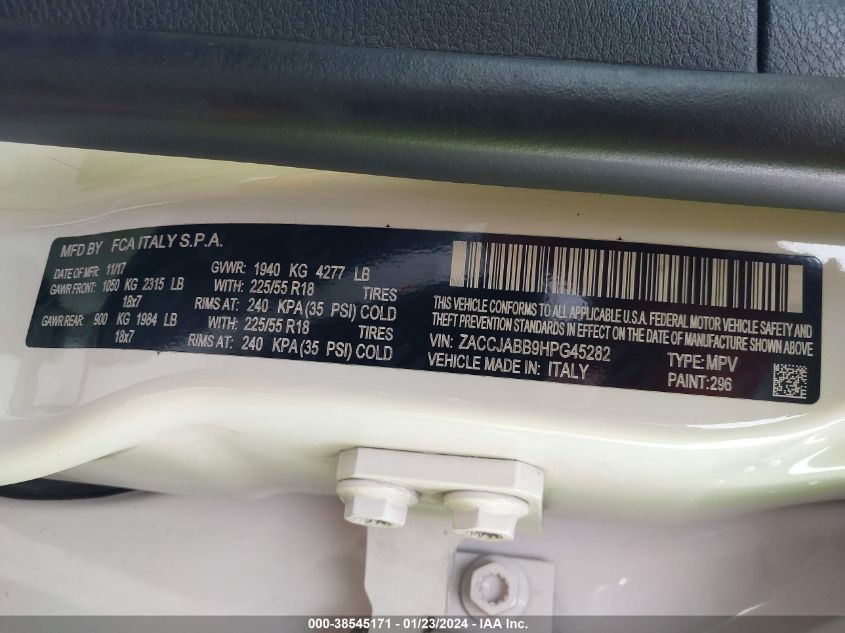 MFD BY FCA ITALY S.P.A.
DATE OF MFR: 11/17 GVWR: 1940 KG 4277 LB
GAWR FRONT: 1050 KG 2315 LB WITH: 225/55 R18 TIRES
18x7 RIMS AT: 240 KPA(35 PSI) COLD
GAWR REAR: 900 KG 1984 LB WITH: 225/55 R18 TIRES
18x7 RIMS AT: 240 KPA(35 PSI) COLD
THIS VEHICLE CONFORMS TO ALL APPLICABLE U.S.A. FEDERAL MOTOR VEHICLE SAFETY AND
THEFT PREVENTION STANDARDS IN EFFECT ON THE DATE OF MANUFACTURE SHOWN ABOVE.
VIN: ZACCJABB9HPG45282 TYPE: MPV
VEHICLE MADE IN: ITALY PAINT: 296
000-38545171 - 01/23/2024 - IAA Inc.